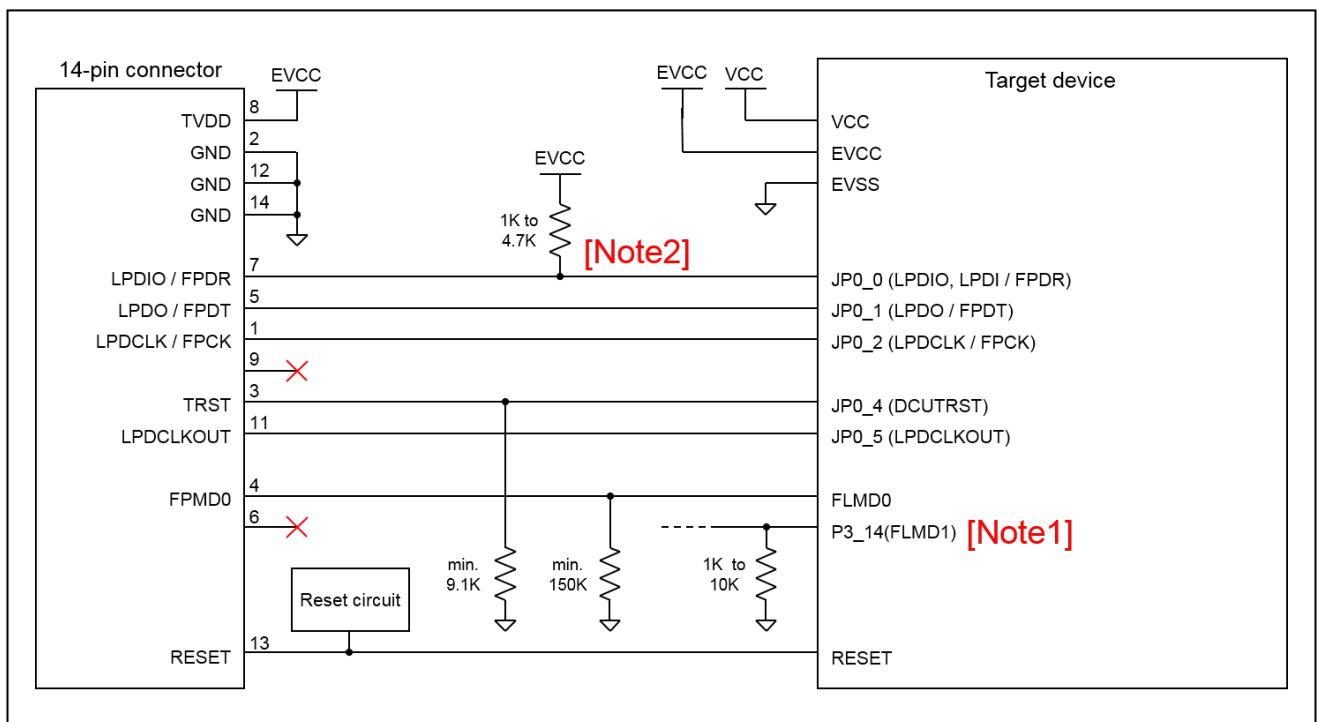 14-pin connector
EVCC
EVCC
VCC
Target device
TVDD
8
VCC
GND
2
EVCC
GND
12
EVCC
EVSS
GND
14
1K to
4.7K
[Note2]
LPDIO / FPDR
7
JP0_0 (LPDIO, LPDI / FPDR)
LPDO / FPDT
5
JP0_1 (LPDO / FPDT)
LPDCLK / FPCK
1
JP0_2 (LPDCLK / FPCK)
9
TRST
3
JP0_4 (DCUTRST)
LPDCLKOUT
11
JP0_5 (LPDCLKOUT)
FPMD0
4
FLMD0
6
P3_14(FLMD1)
[Note1]
min.
9.1K
min.
150K
1K to
10K
Reset circuit
RESET
13
RESET